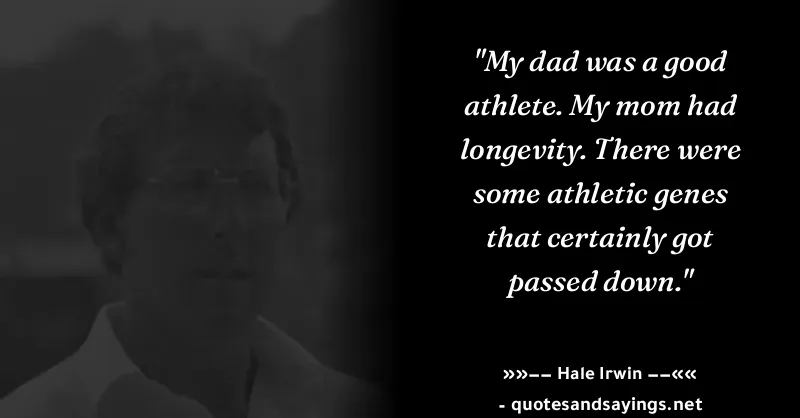 "My dad was a good
athlete. My mom had
longevity. There were
some athletic genes
that certainly got
passed down."
»»−− Hale Irwin −−««
- quotesandsayings.net